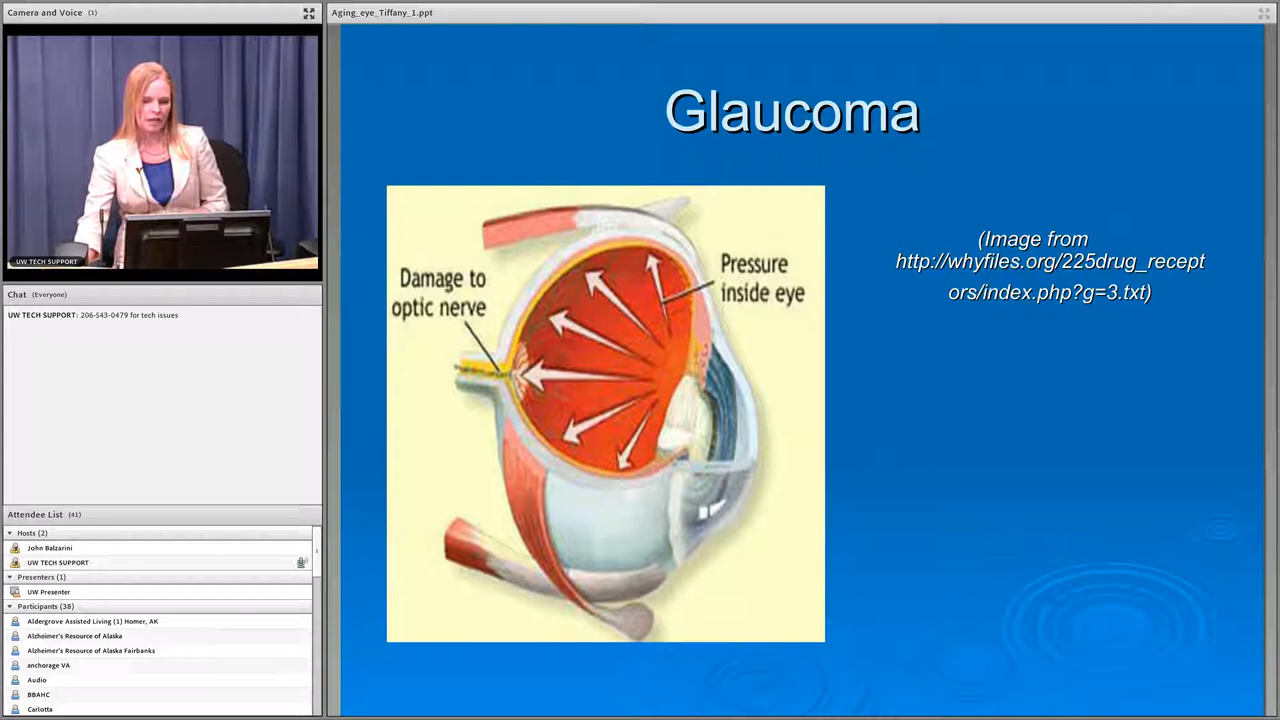 Camera and Voice (1)
UW TECH SUPPORT
Chat (Everyone)
UW TECH SUPPORT: 206-543-0479 for tech issues
Attendee List (41)
Hosts (2)
John Balzarini
UW TECH SUPPORT
Presenters (1)
UW Presenter
Participants (38)
Aldergrove Assisted Living (1) Homer, AK
Alzheimer's Resource of Alaska
Alzheimer's Resource of Alaska Fairbanks
anchorage VA
Audio
BBAHC
Carlotta
Aging_eye_Tiffany_1.ppt
Glaucoma
Damage to
optic nerve
Pressure
inside eye
(Image from
http://whyfiles.org/225drug_recept
ors/index.php?g=3.txt)